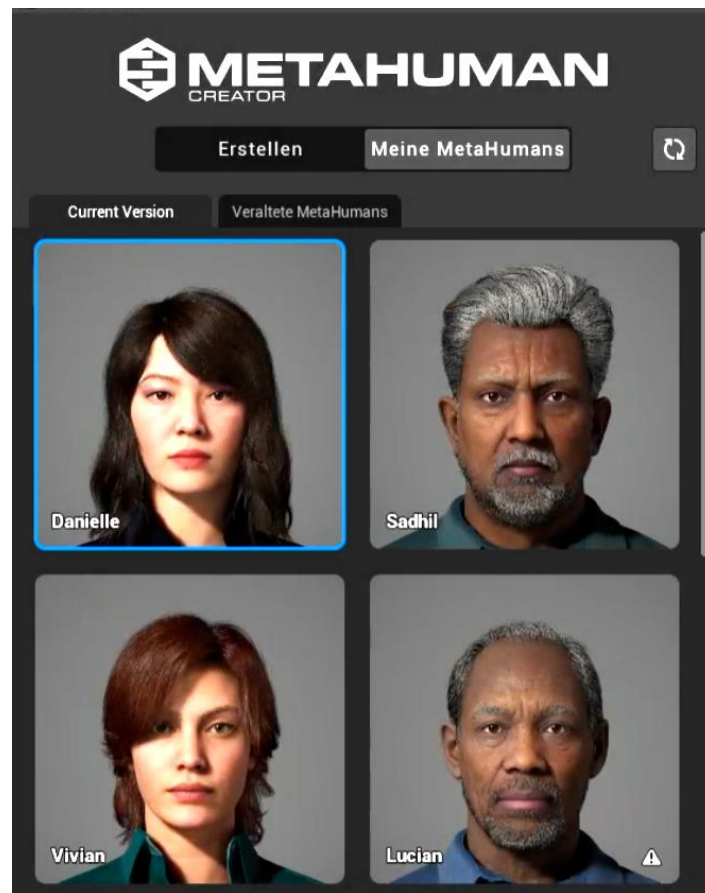 METAHUMAN
CREATOR
Erstellen Meine MetaHumans
Current Version Veraltete MetaHumans
Danielle Sadhil
Vivian Lucian